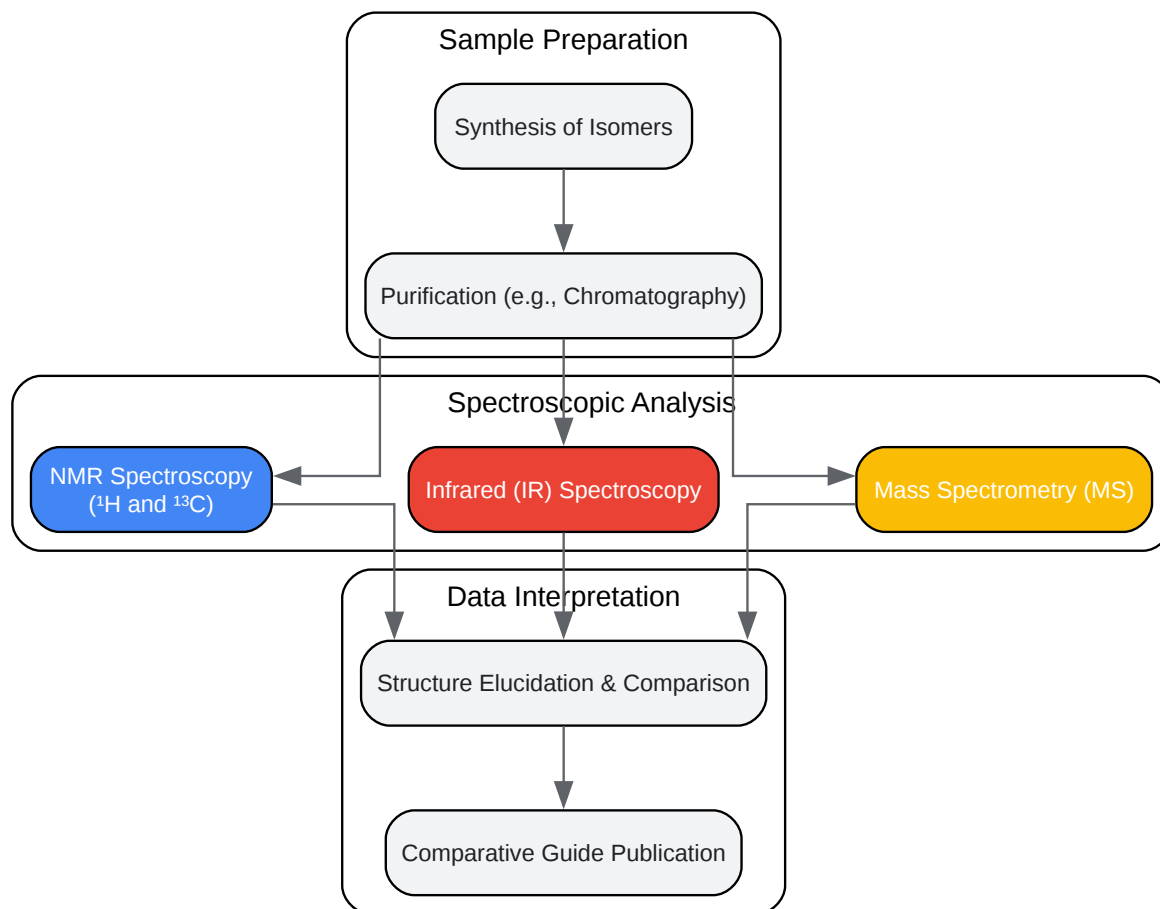 Sample Preparation
Synthesis of Isomers
Purification (e.g., Chromatography)
Spectroscopic Analysis
NMR Spectroscopy
(¹H and ¹³C)
Infrared (IR) Spectroscopy
Mass Spectrometry (MS)
Data Interpretation
Structure Elucidation & Comparison
Comparative Guide Publication